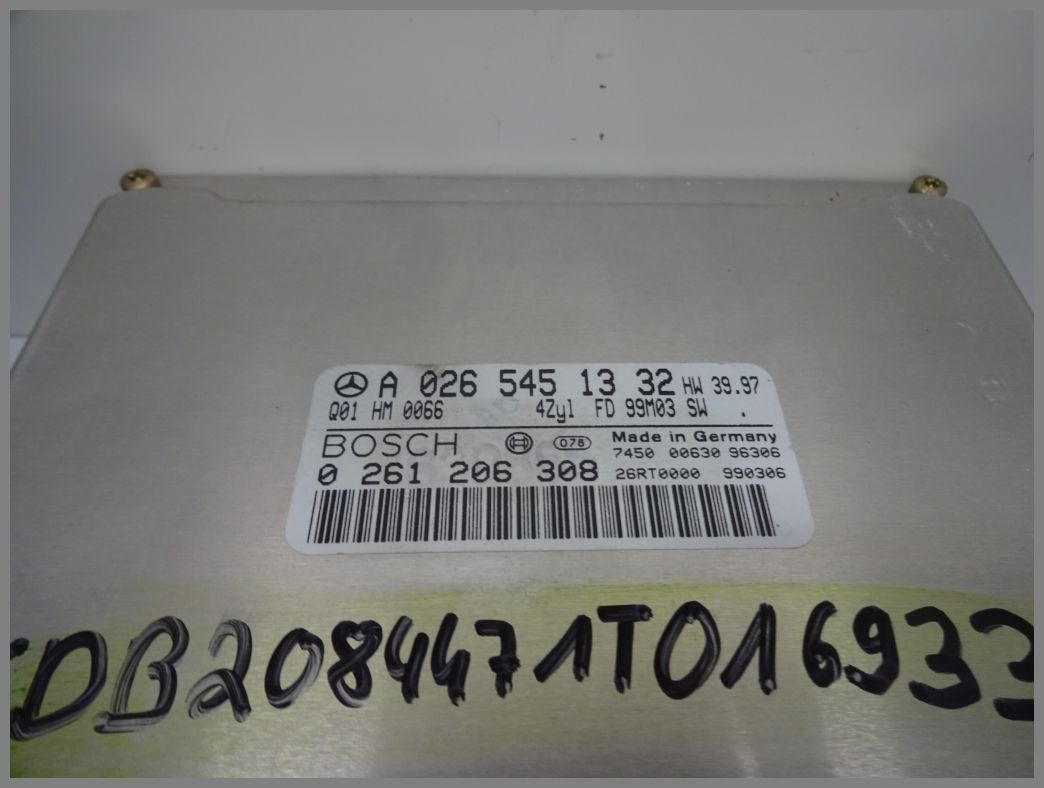 A 026 545 13 32 HW 39.97
Q01 HM 0066 4Zyl FD 99M03 SW .
BOSCH 078 Made in Germany
7450 00630 96306
0 261 206 308 26RT0000 990306
DB2084471T016933